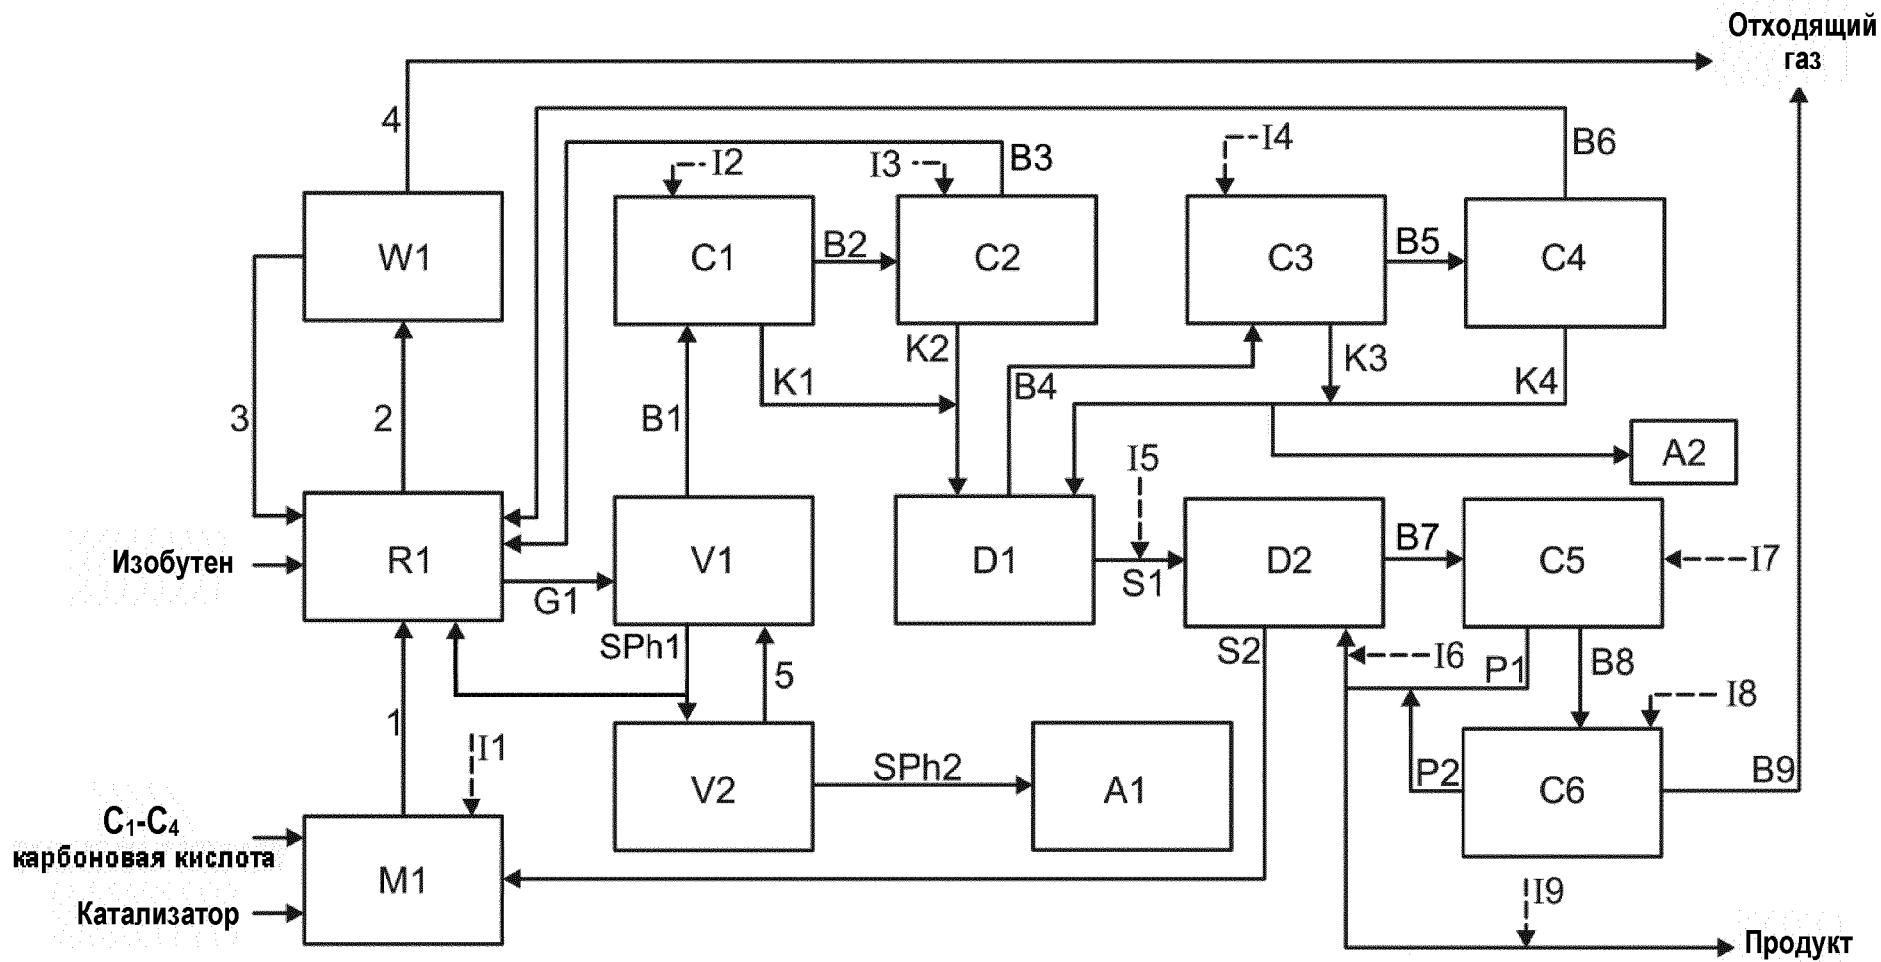 Отходящий
газ
4
B6
I2
I3
B3
I4
W1
C1
B2
C2
C3
B5
C4
3
2
B1
K1
K2
B4
K3
K4
A2
I5
Изобутен
R1
G1
V1
D1
S1
D2
B7
C5
I7
SPh1
5
S2
I6
P1
B8
I8
1
I1
V2
SPh2
A1
P2
C6
B9
C1-C4
карбоновая кислота
M1
Катализатор
I9
Продукт